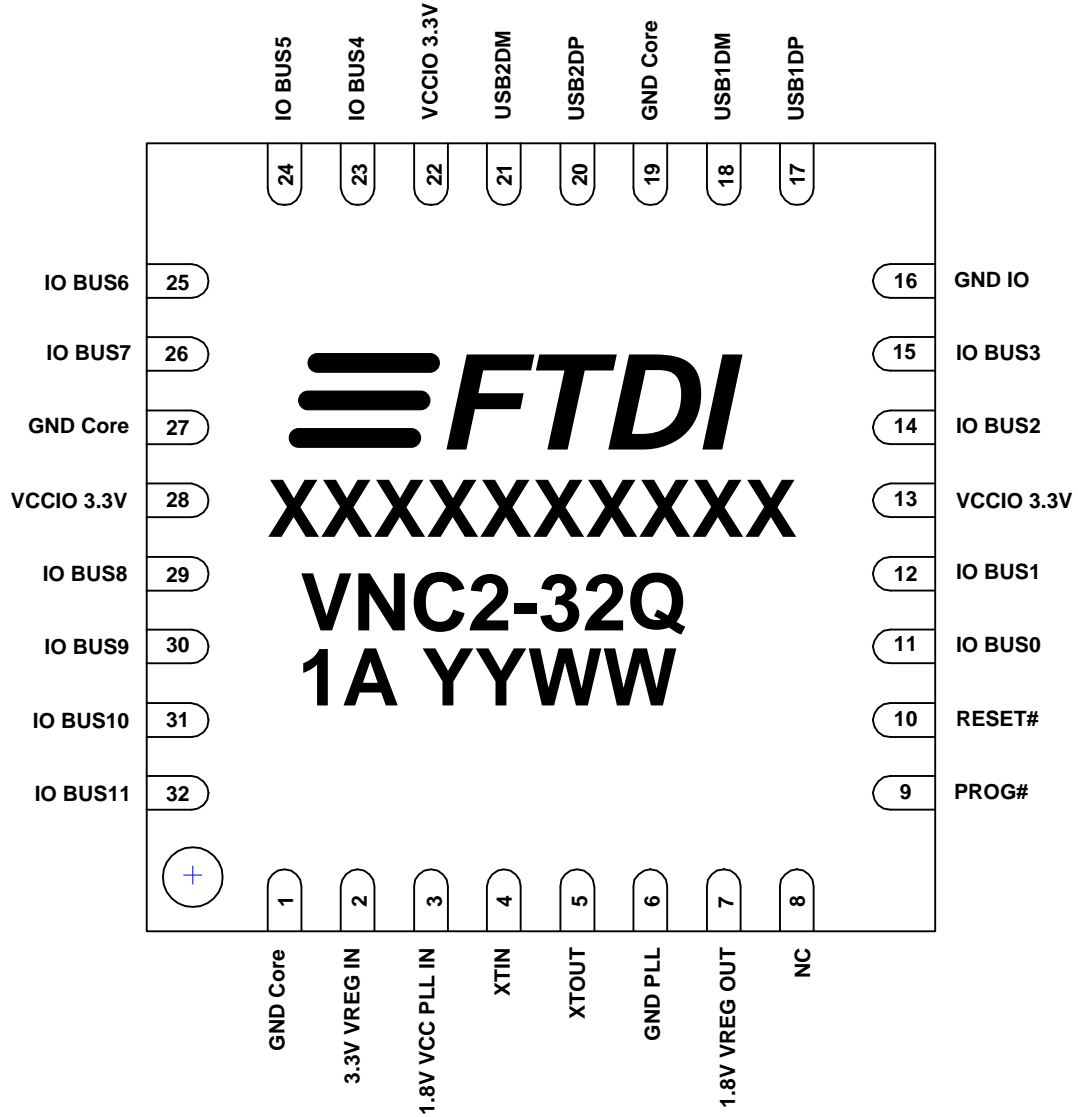 IO BUS5
IO BUS4
VCCIO 3.3V
USB2DM
USB2DP
GND Core
USB1DM
USB1DP
24
23
22
21
20
19
18
17
IO BUS6 25
IO BUS7 26
GND Core 27
VCCIO 3.3V 28
IO BUS8 29
IO BUS9 30
IO BUS10 31
IO BUS11 32
FTDI
XXXXXXXXXX
VNC2-32Q
1A YYWW
16 GND IO
15 IO BUS3
14 IO BUS2
13 VCCIO 3.3V
12 IO BUS1
11 IO BUS0
10 RESET#
9 PROG#
1
2
3
4
5
6
7
8
GND Core
3.3V VREG IN
1.8V VCC PLL IN
XTIN
XTOUT
GND PLL
1.8V VREG OUT
NC